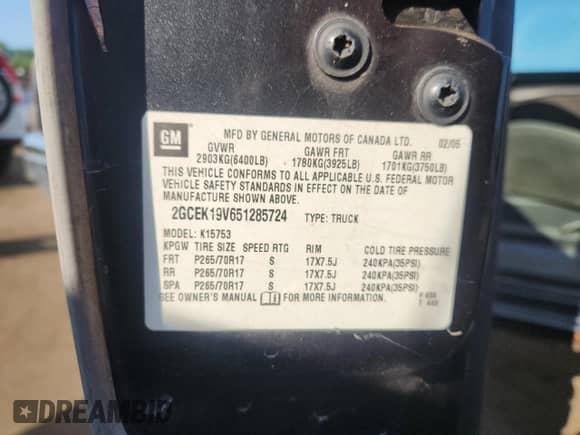 GM
MFD BY GENERAL MOTORS OF CANADA LTD. 02/05
GVWR GAWR FRT GAWR RR
2903KG(6400LB) 1780KG(3925LB) 1701KG(3750LB)
THIS VEHICLE CONFORMS TO ALL APPLICABLE U.S. FEDERAL MOTOR
VEHICLE SAFETY STANDARDS IN EFFECT ON THE DATE OF
MANUFACTURE SHOWN ABOVE.
2GCEK19V651285724 TYPE: TRUCK
MODEL: K15753
KPGW TIRE SIZE SPEED RTG RIM COLD TIRE PRESSURE
FRT P265/70R17 S 17X7.5J 240KPA(35PSI)
RR P265/70R17 S 17X7.5J 240KPA(35PSI)
SPA P265/70R17 S 17X7.5J 240KPA(35PSI)
SEE OWNER'S MANUAL FOR MORE INFORMATION.
DREAMBID